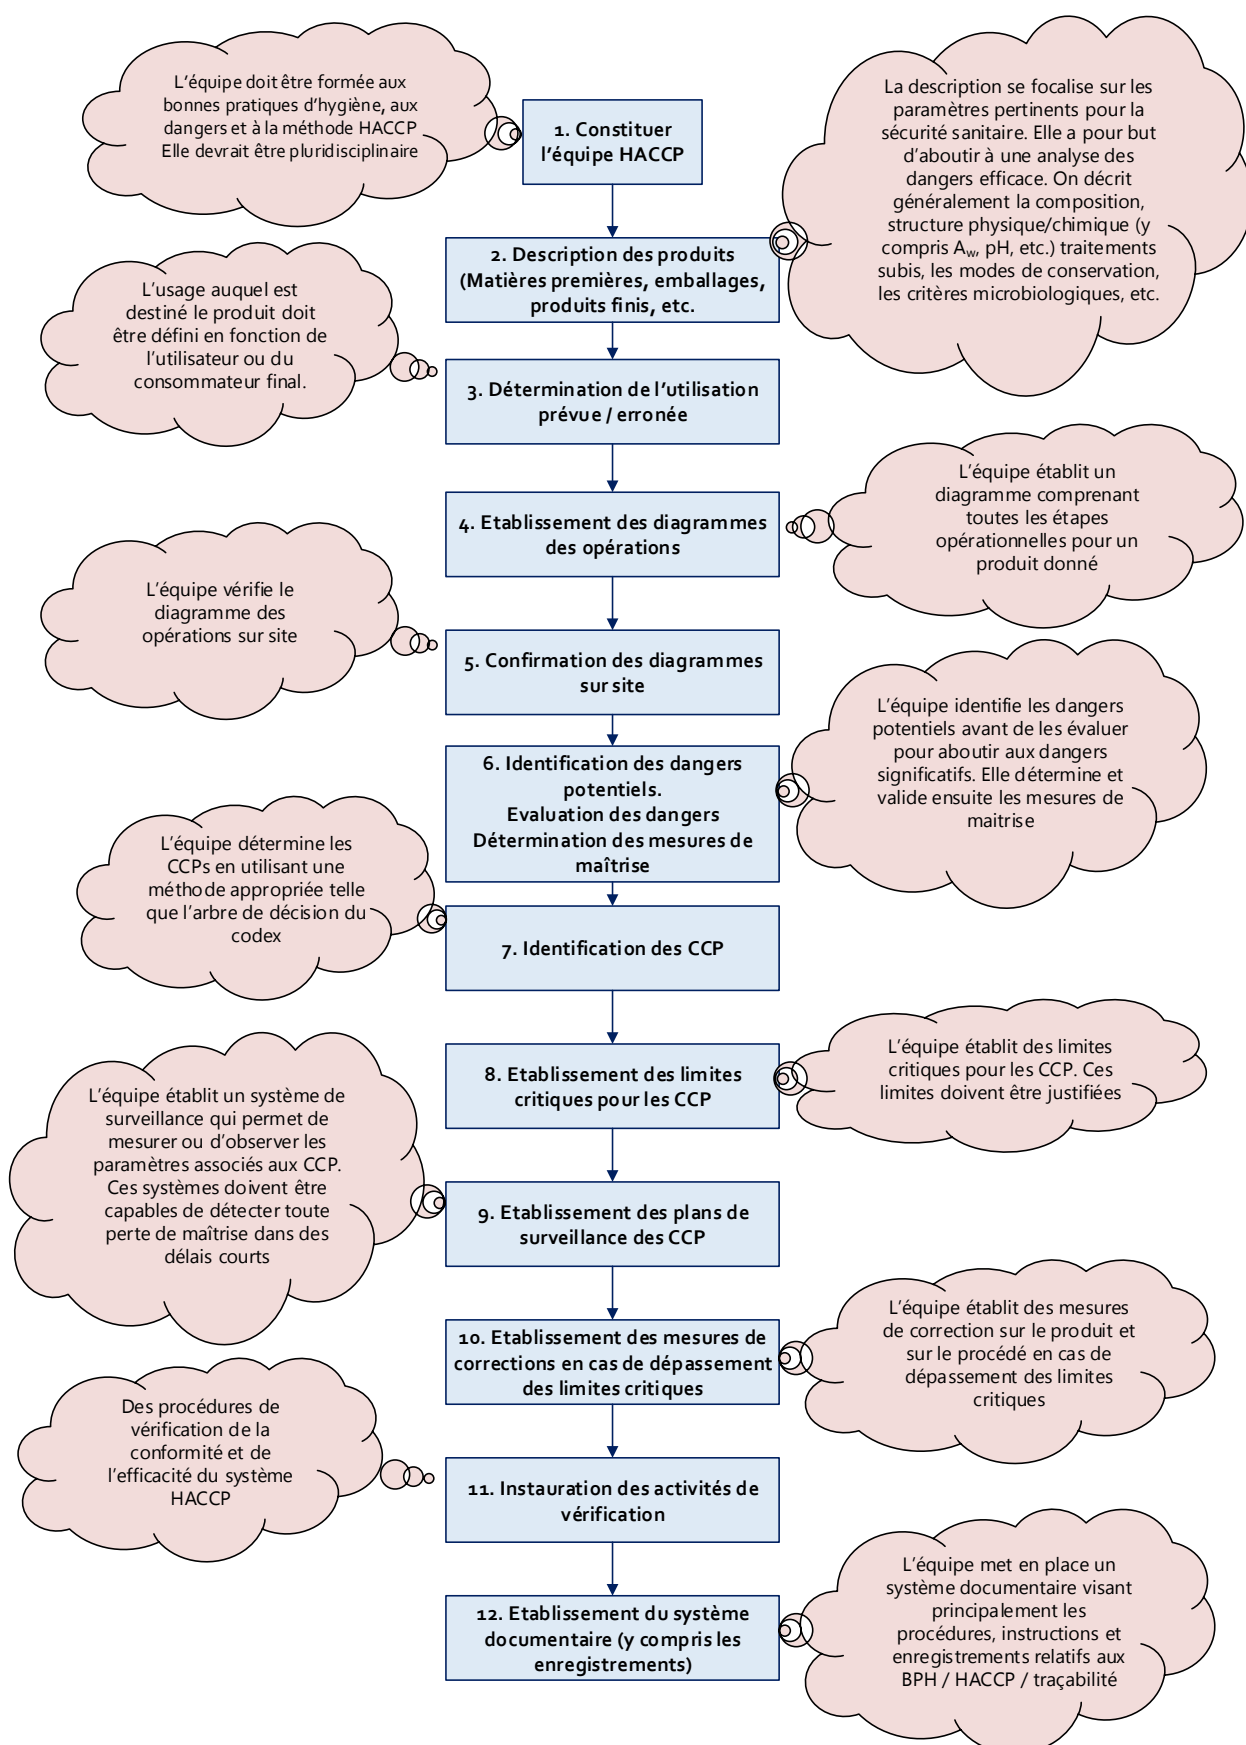 L'équipe doit être formée aux
bonnes pratiques d'hygiène, aux
dangers et à la méthode HACCP
Elle devrait être pluridisciplinaire
1. Constituer
l'équipe HACCP
La description se focalise sur les
paramètres pertinents pour la
sécurité sanitaire. Elle a pour but
d'aboutir à une analyse des
dangers efficace. On décrit
généralement la composition,
structure physique/chimique (y
compris Aw, pH, etc.) traitements
subis, les modes de conservation,
les critères microbiologiques, etc.
2. Description des produits
(Matières premières, emballages,
produits finis, etc.
L'usage auquel est
destiné le produit doit
être défini en fonction de
l'utilisateur ou du
consommateur final.
3. Détermination de l'utilisation
prévue / erronée
4. Etablissement des diagrammes
des opérations
L'équipe établit un
diagramme comprenant
toutes les étapes
opérationnelles pour un
produit donné
L'équipe vérifie le
diagramme des
opérations sur site
5. Confirmation des diagrammes
sur site
6. Identification des dangers
potentiels.
Evaluation des dangers
Détermination des mesures de
maîtrise
L'équipe identifie les dangers
potentiels avant de les évaluer
pour aboutir aux dangers
significatifs. Elle détermine et
valide ensuite les mesures de
maitrise
L'équipe détermine les
CCPs en utilisant une
méthode appropriée telle
que l'arbre de décision du
codex
7. Identification des CCP
8. Etablissement des limites
critiques pour les CCP
L'équipe établit des limites
critiques pour les CCP. Ces
limites doivent être justifiées
L'équipe établit un système de
surveillance qui permet de
mesurer ou d'observer les
paramètres associés aux CCP.
Ces systèmes doivent être
capables de détecter toute
perte de maîtrise dans des
délais courts
9. Etablissement des plans de
surveillance des CCP
10. Etablissement des mesures de
corrections en cas de dépassement
des limites critiques
L'équipe établit des mesures
de correction sur le produit et
sur le procédé en cas de
dépassement des limites
critiques
Des procédures de
vérification de la
conformité et de
l'efficacité du système
HACCP
11. Instauration des activités de
vérification
12. Etablissement du système
documentaire (y compris les
enregistrements)
L'équipe met en place un
système documentaire visant
principalement les
procédures, instructions et
enregistrements relatifs aux
BPH / HACCP / traçabilité